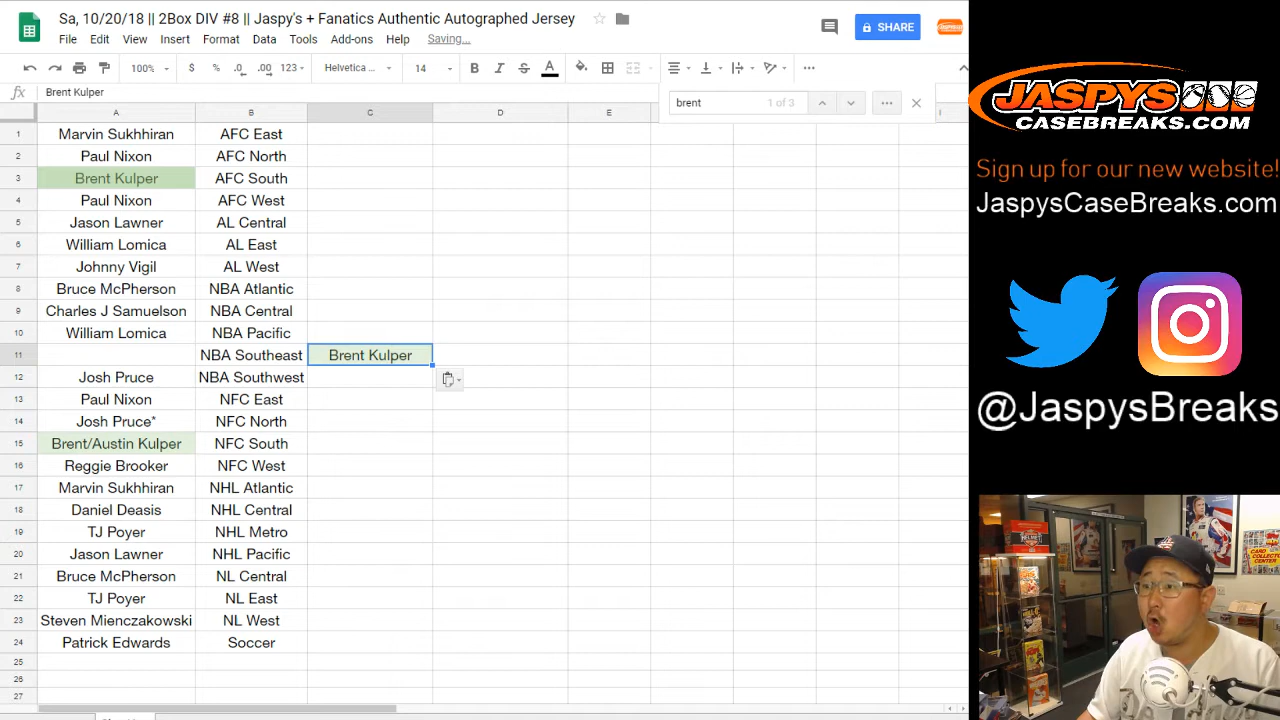 Sa, 10/20/18 || 2Box DIV #8 || Jaspy's + Fanatics Authentic Autographed Jersey
File Edit View Insert Format Data Tools Add-ons Help Saving...
SHARE
100% $ % .0 .00 123 Helvetica ... 14 B I S A
fx Brent Kulper
brent 1 of 3
A B C D E
1 Marvin Sukhhiran AFC East
2 Paul Nixon AFC North
3 Brent Kulper AFC South
4 Paul Nixon AFC West
5 Jason Lawner AL Central
6 William Lomica AL East
7 Johnny Vigil AL West
8 Bruce McPherson NBA Atlantic
9 Charles J Samuelson NBA Central
10 William Lomica NBA Pacific
11 NBA Southeast Brent Kulper
12 Josh Pruce NBA Southwest
13 Paul Nixon NFC East
14 Josh Pruce* NFC North
15 Brent/Austin Kulper NFC South
16 Reggie Brooker NFC West
17 Marvin Sukhhiran NHL Atlantic
18 Daniel Deasis NHL Central
19 TJ Poyer NHL Metro
20 Jason Lawner NHL Pacific
21 Bruce McPherson NL Central
22 TJ Poyer NL East
23 Steven Mienczakowski NL West
24 Patrick Edwards Soccer
25
26
27
JASPYS
CASEBREAKS.COM
Sign up for our new website!
JaspysCaseBreaks.com
@JaspysBreaks